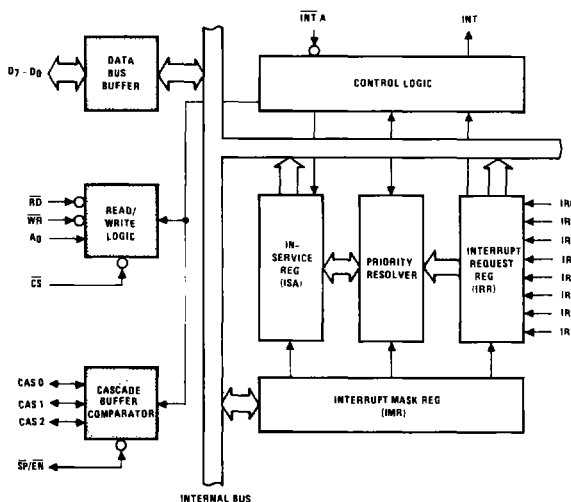 INT A
INT
D7 - D0
DATA
BUS
BUFFER
CONTROL LOGIC
RD
WR
A0
READ/
WRITE
LOGIC
CS
IN-
SERVICE
REG
(ISA)
PRIORITY
RESOLVER
INTERRUPT
REQUEST
REG
(IRR)
IR
IR
IR
IR
IR
IR
IR
CAS 0
CAS 1
CAS 2
CASCADE
BUFFER
COMPARATOR
INTERRUPT MASK REG
(IMR)
SP/EN
INTERNAL BUS